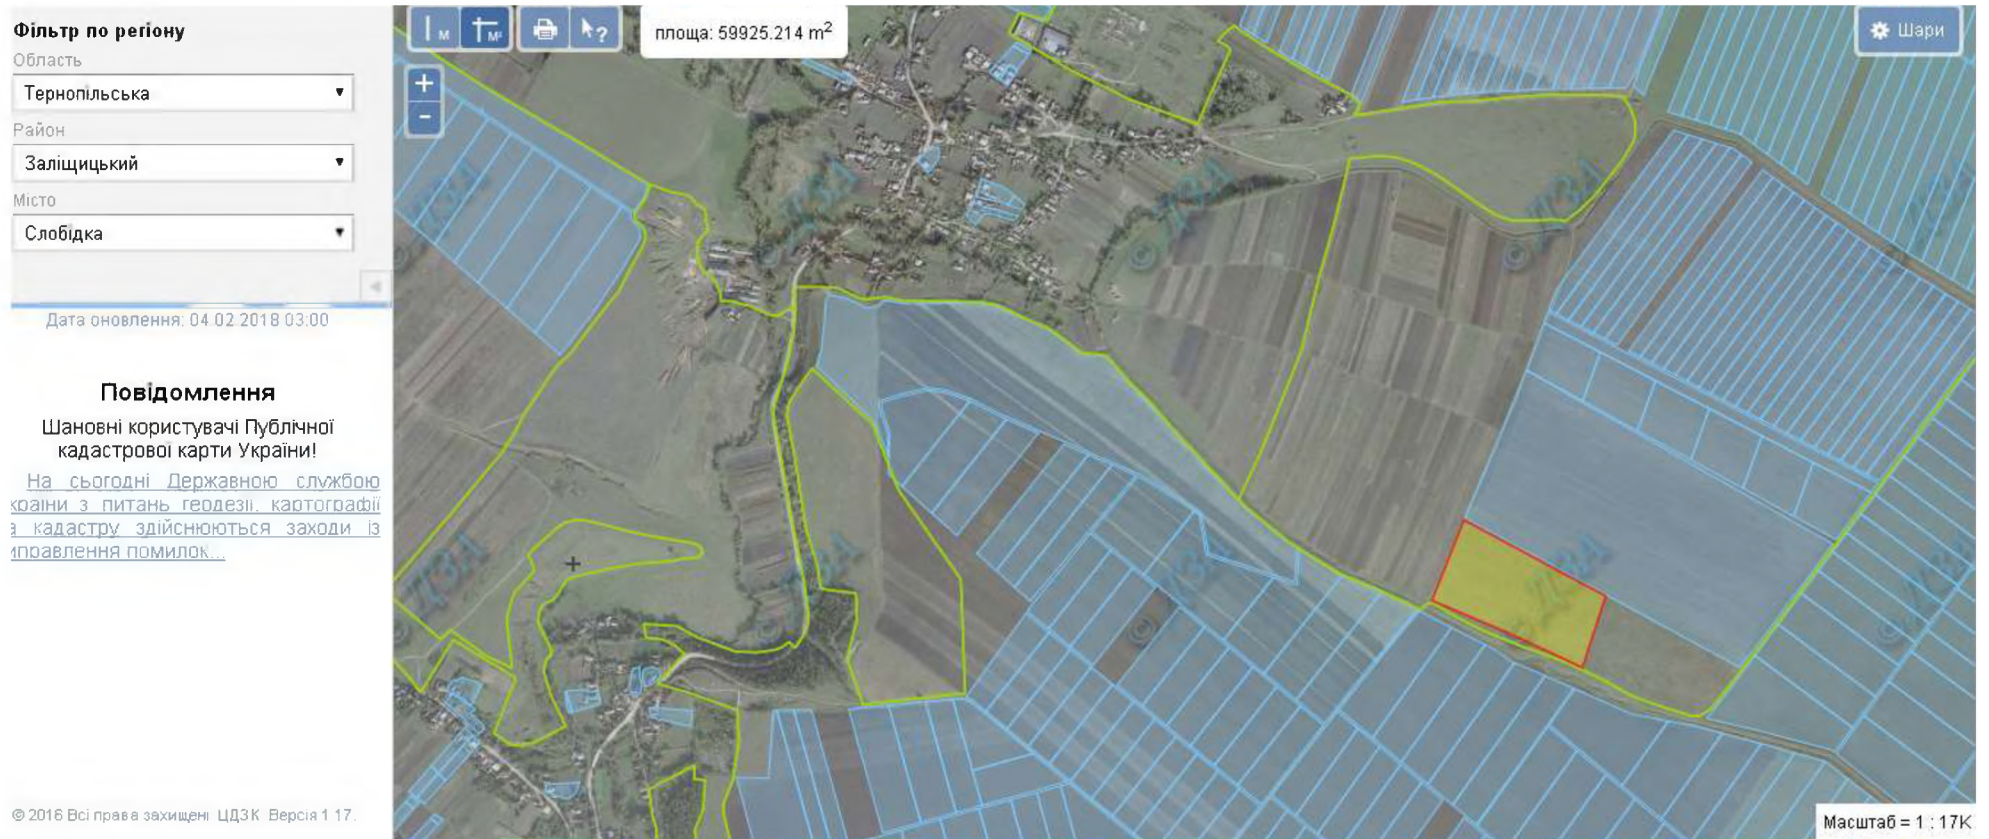 Фільтр по регіону
Область
Тернопільська
Район
Заліщицький
Місто
Слобідка
Дата оновлення: 04.02.2018 03:00
Повідомлення
Шановні користувачі Публічної
кадастрової карти України!
На сьогодні Державною службою
країни з питань геодезії, картографії
а кадастру здійснюються заходи із
иправлення помилок...
© 2016 Всі права захищені ЦДЗК Версія 1.17.
М
М²
?
площа: 59925.214 m²
Шари
+
-
© ДЗА
Масштаб = 1 : 17K